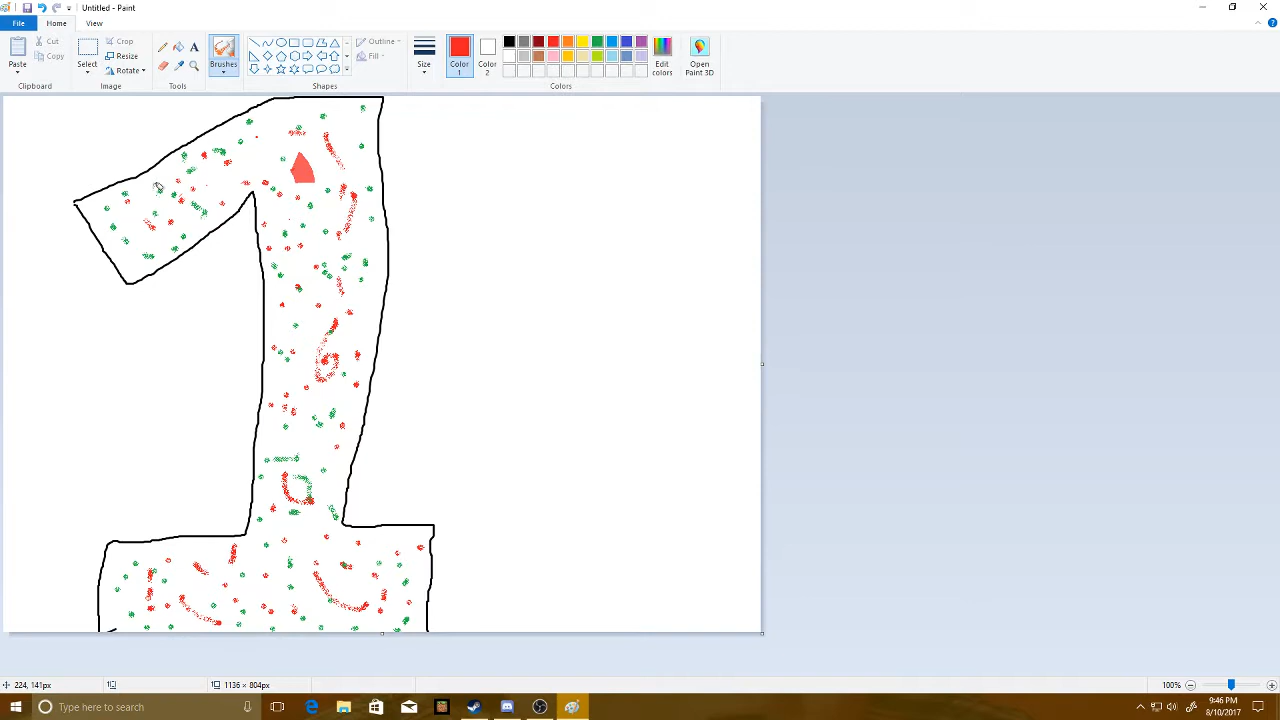 Untitled - Paint
File
Home
View
Paste
Cut
Copy
Clipboard
Select
Crop
Resize
Rotate
Image
A
Tools
Brushes
Shapes
Outline
Fill
Size
Color 1
Color 2
Colors
Edit colors
Open Paint 3D
1
224, 141px
1136 × 804px
100%
Type here to search
9:46 PM
8/10/2017